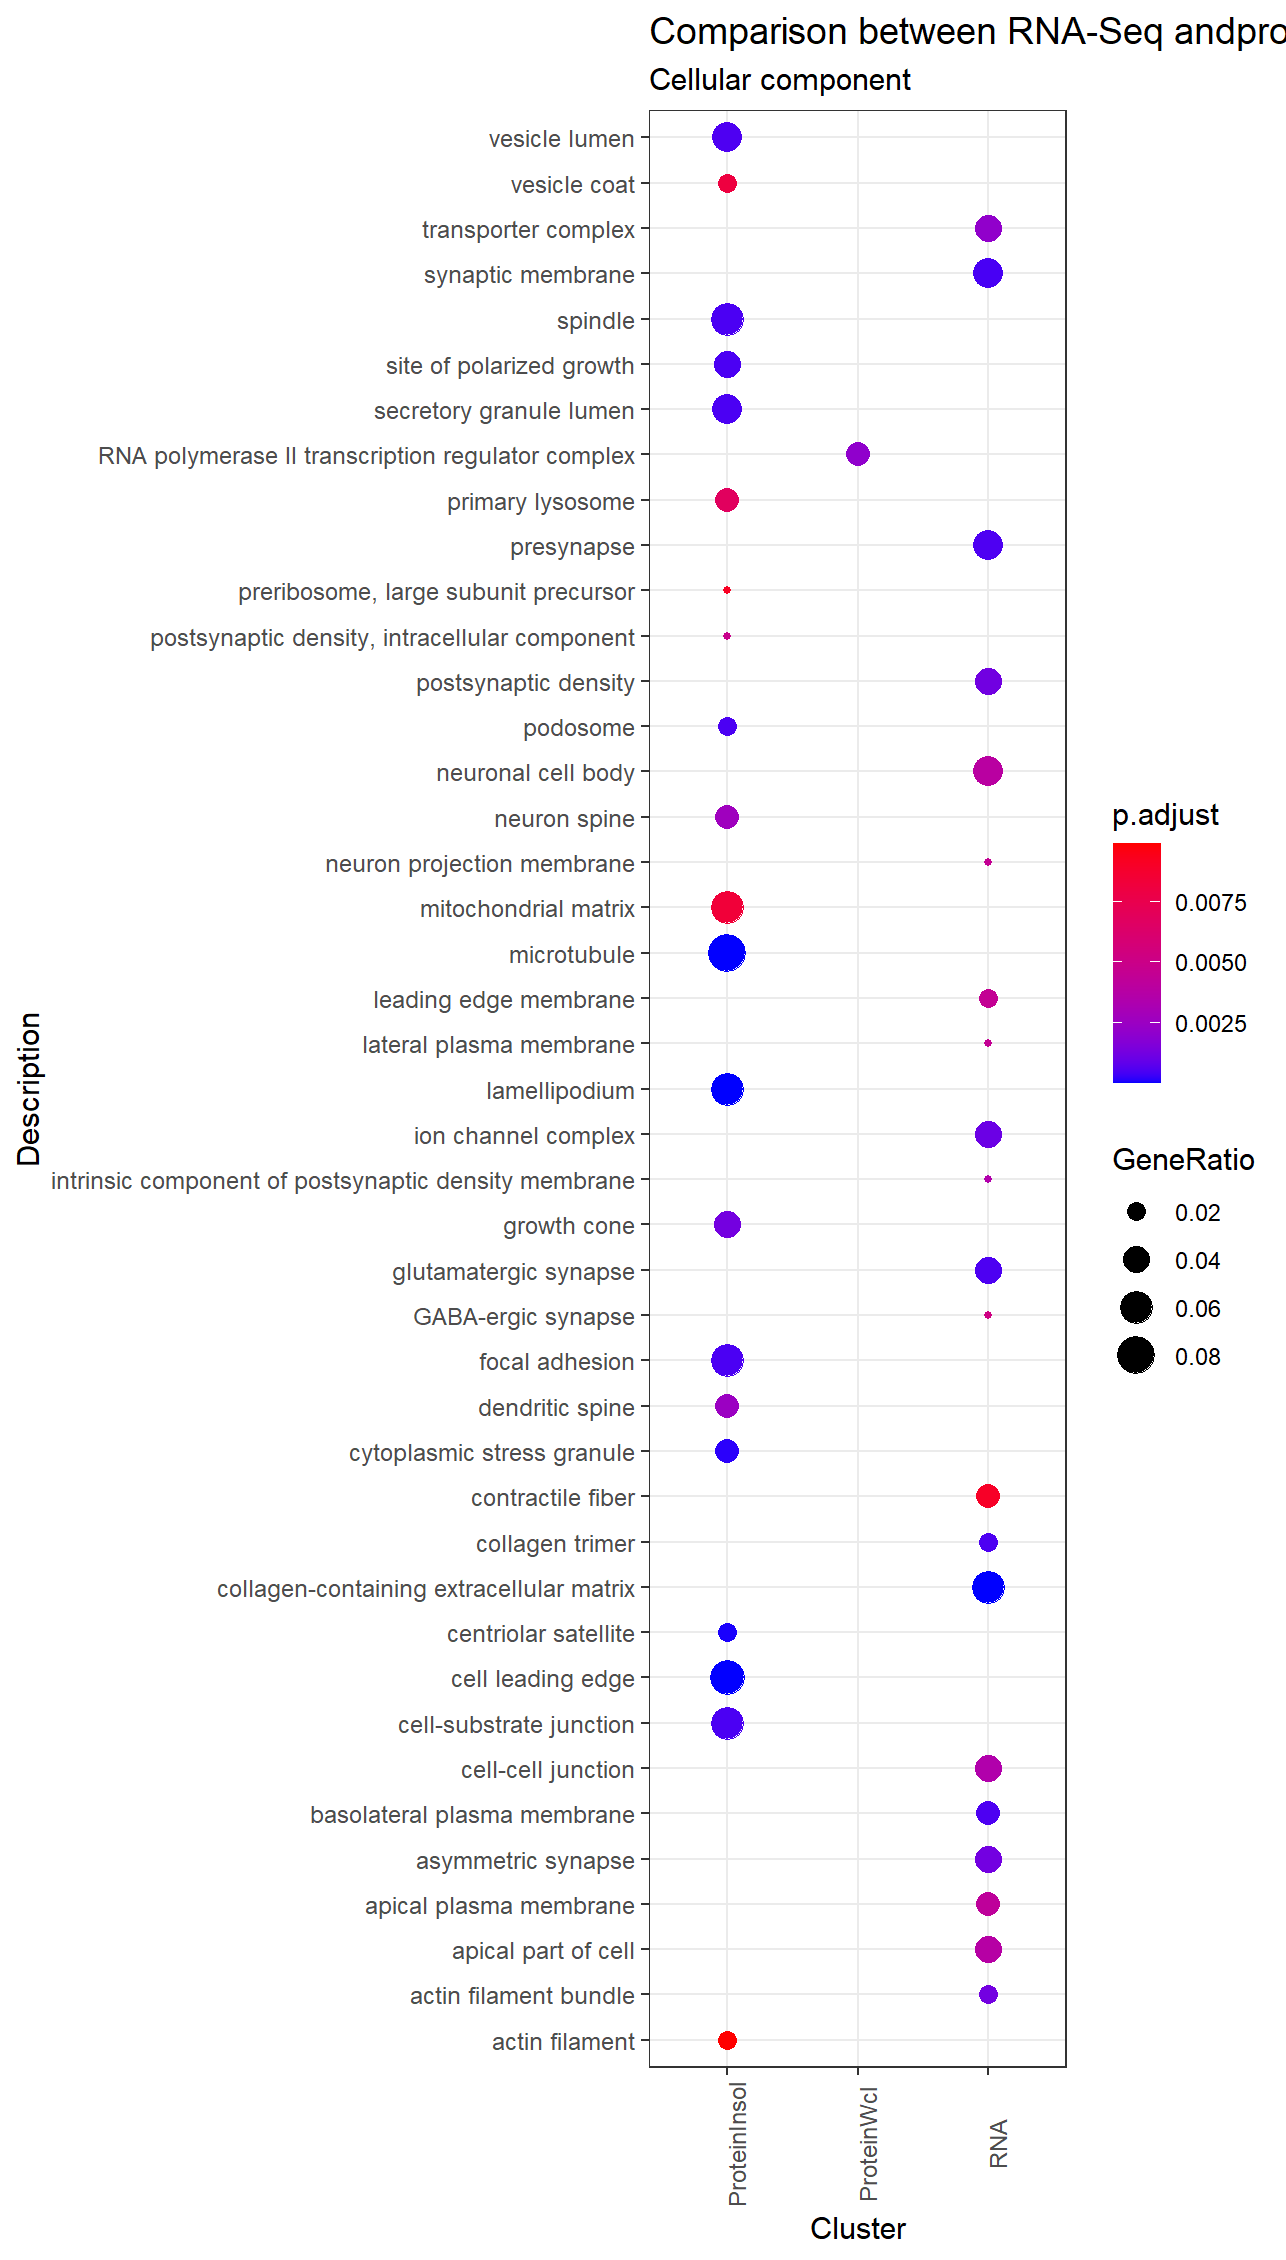 Comparison between RNA-Seq andpro
Cellular component
vesicle lumen
vesicle coat
transporter complex
synaptic membrane
spindle
site of polarized growth
secretory granule lumen
RNA polymerase II transcription regulator complex
primary lysosome
presynapse
preribosome, large subunit precursor
postsynaptic density, intracellular component
postsynaptic density
podosome
neuronal cell body
neuron spine
neuron projection membrane
mitochondrial matrix
microtubule
leading edge membrane
lateral plasma membrane
lamellipodium
ion channel complex
intrinsic component of postsynaptic density membrane
growth cone
glutamatergic synapse
GABA-ergic synapse
focal adhesion
dendritic spine
cytoplasmic stress granule
contractile fiber
collagen trimer
collagen-containing extracellular matrix
centriolar satellite
cell leading edge
cell-substrate junction
cell-cell junction
basolateral plasma membrane
asymmetric synapse
apical plasma membrane
apical part of cell
actin filament bundle
actin filament
Description
ProteinInsol
ProteinWcl
RNA
Cluster
p.adjust
0.0075
0.0050
0.0025
GeneRatio
0.02
0.04
0.06
0.08